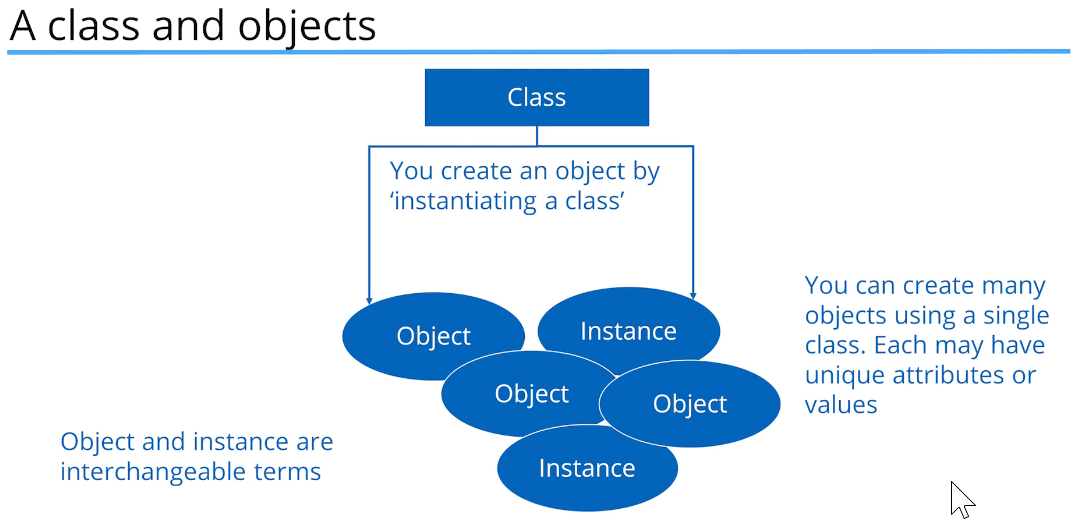 A class and objects
Class
You create an object by
‘instantiating a class’
You can create many
objects using a single
class. Each may have
unique attributes or
values
Object
Instance
Object
Object
Instance
Object and instance are
interchangeable terms